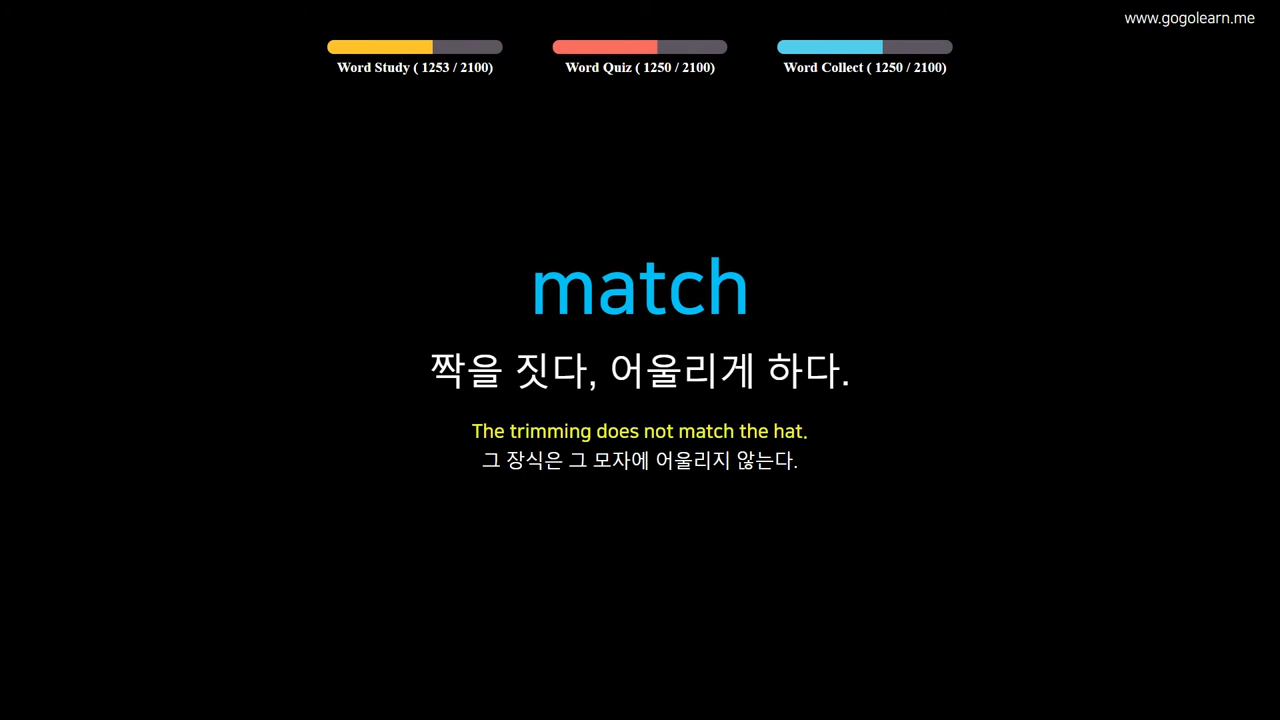 www.gogolearn.me
Word Study ( 1253 / 2100)
Word Quiz ( 1250 / 2100)
Word Collect ( 1250 / 2100)
match
짝을 짓다, 어울리게 하다.
The trimming does not match the hat.
그 장식은 그 모자에 어울리지 않는다.